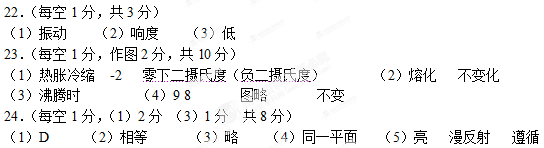 22．(每空1分，共3分)
(1) 振动 (2) 响度 (3) 低
23．(每空1分，作图2分，共10分)
(1) 热胀冷缩 -2 零下二摄氏度（负二摄氏度） (2) 熔化 不变化
(3) 沸腾时 (4) 9 8 图略 不变
24．(每空1分，(1) 2分 (3) 1分 共8分)
(1) D (2) 相等 (3) 略 (4) 同一平面 (5) 亮 漫反射 遵循